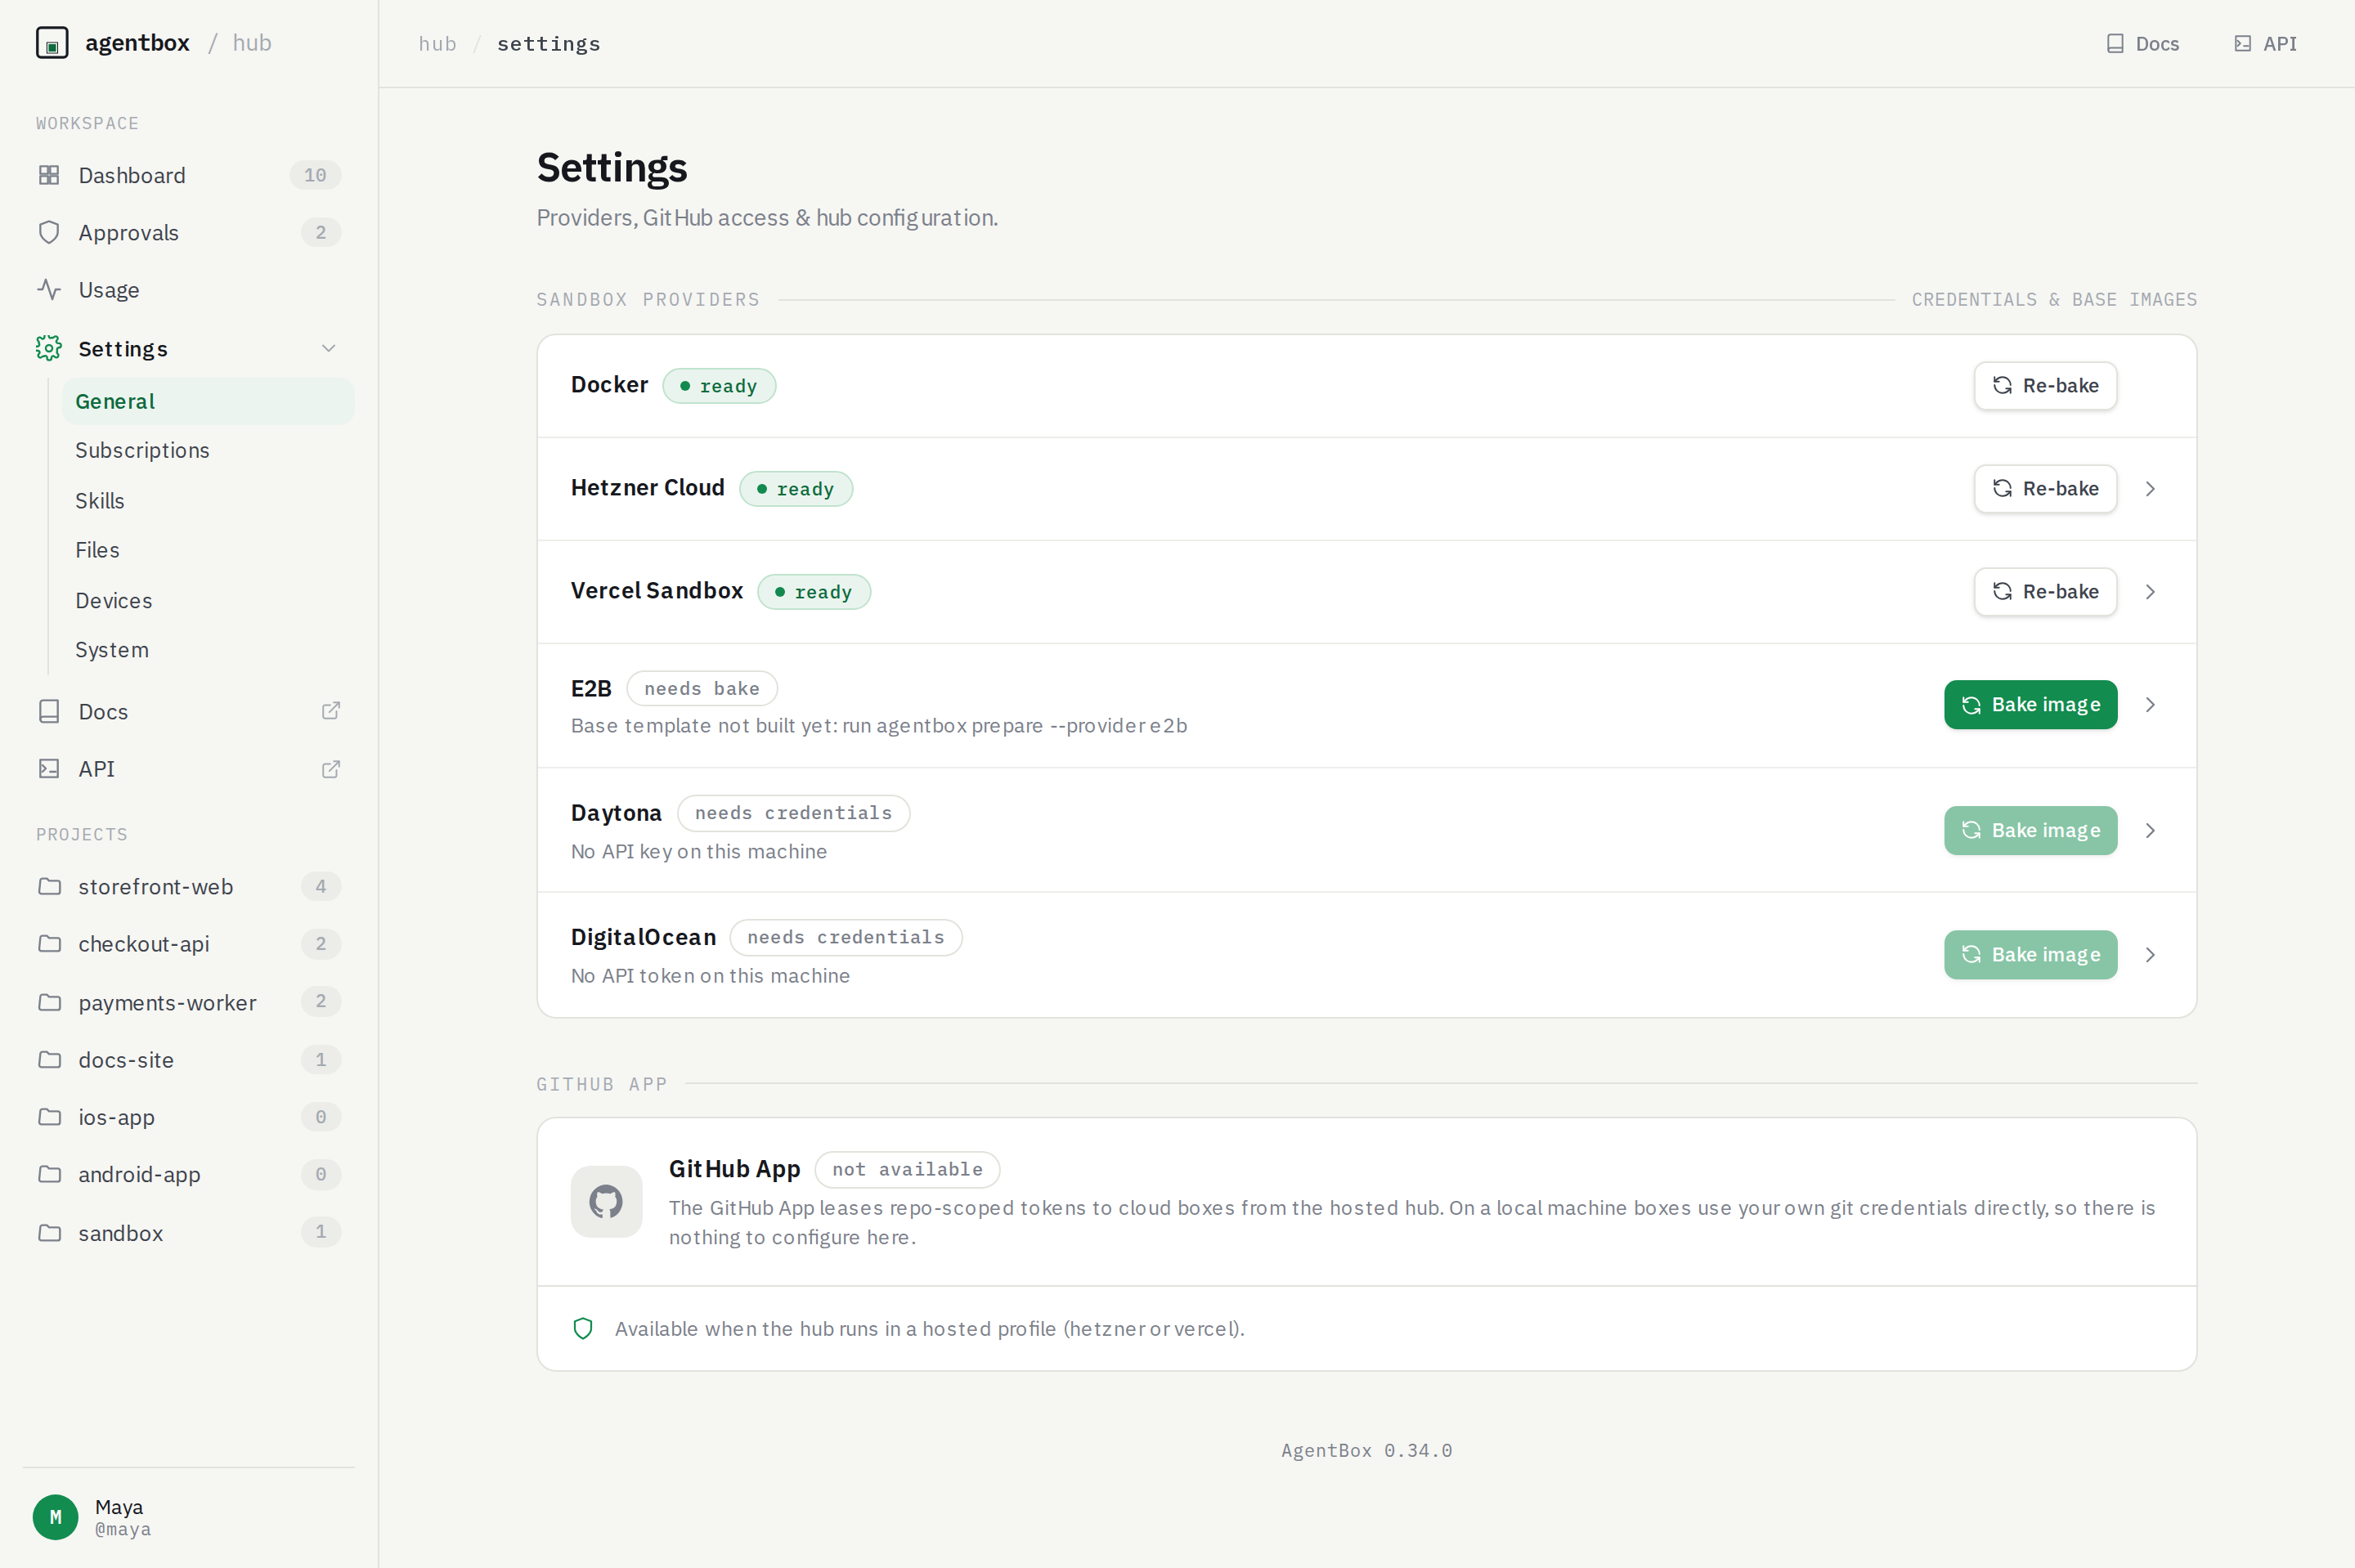 agentbox / hub
WORKSPACE
Dashboard 10
Approvals 2
Usage
Settings
General
Subscriptions
Skills
Files
Devices
System
Docs
API
PROJECTS
storefront-web 4
checkout-api 2
payments-worker 2
docs-site 1
ios-app 0
android-app 0
sandbox 1
M
Maya
@maya
hub / settings
Docs
API
Settings
Providers, GitHub access & hub configuration.
SANDBOX PROVIDERS
CREDENTIALS & BASE IMAGES
Docker ready Re-bake
Hetzner Cloud ready Re-bake
Vercel Sandbox ready Re-bake
E2B needs bake
Base template not built yet: run agentbox prepare --provider e2b
Bake image
Daytona needs credentials
No API key on this machine
Bake image
DigitalOcean needs credentials
No API token on this machine
Bake image
GITHUB APP
GitHub App not available
The GitHub App leases repo-scoped tokens to cloud boxes from the hosted hub. On a local machine boxes use your own git credentials directly, so there is
nothing to configure here.
Available when the hub runs in a hosted profile (hetzner or vercel).
AgentBox 0.34.0